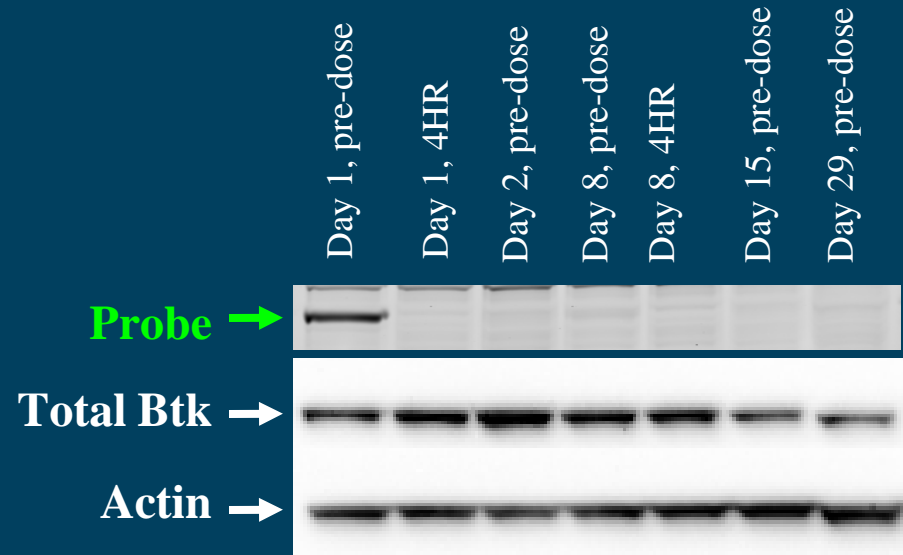 Day 1, pre-dose
Day 1, 4HR
Day 2, pre-dose
Day 8, pre-dose
Day 8, 4HR
Day 15, pre-dose
Day 29, pre-dose
Probe
Total Btk
Actin